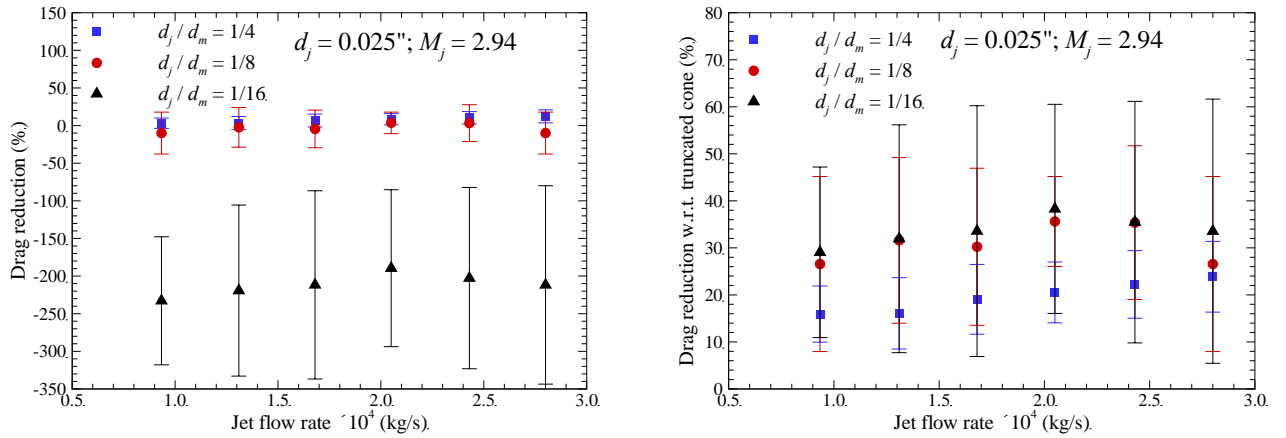 150
100
50
0
-50
-100
-150
-200
-250
-300
-350
Drag reduction (%)
d_j / d_m = 1/4
d_j / d_m = 1/8
d_j / d_m = 1/16
d_j = 0.025"; M_j = 2.94
0.5 1.0 1.5 2.0 2.5 3.0
Jet flow rate ´10^4 (kg/s)
80
70
60
50
40
30
20
10
0
Drag reduction w.r.t. truncated cone (%)
d_j / d_m = 1/4
d_j / d_m = 1/8
d_j / d_m = 1/16
d_j = 0.025"; M_j = 2.94
0.5 1.0 1.5 2.0 2.5 3.0
Jet flow rate ´10^4 (kg/s)